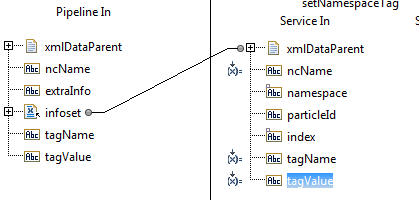 setNamespaceTag
Pipeline In
Service In
xmlDataParent
ncName
extraInfo
infoset
tagName
tagValue
xmlDataParent
ncName
namespace
particleId
index
tagName
tagValue